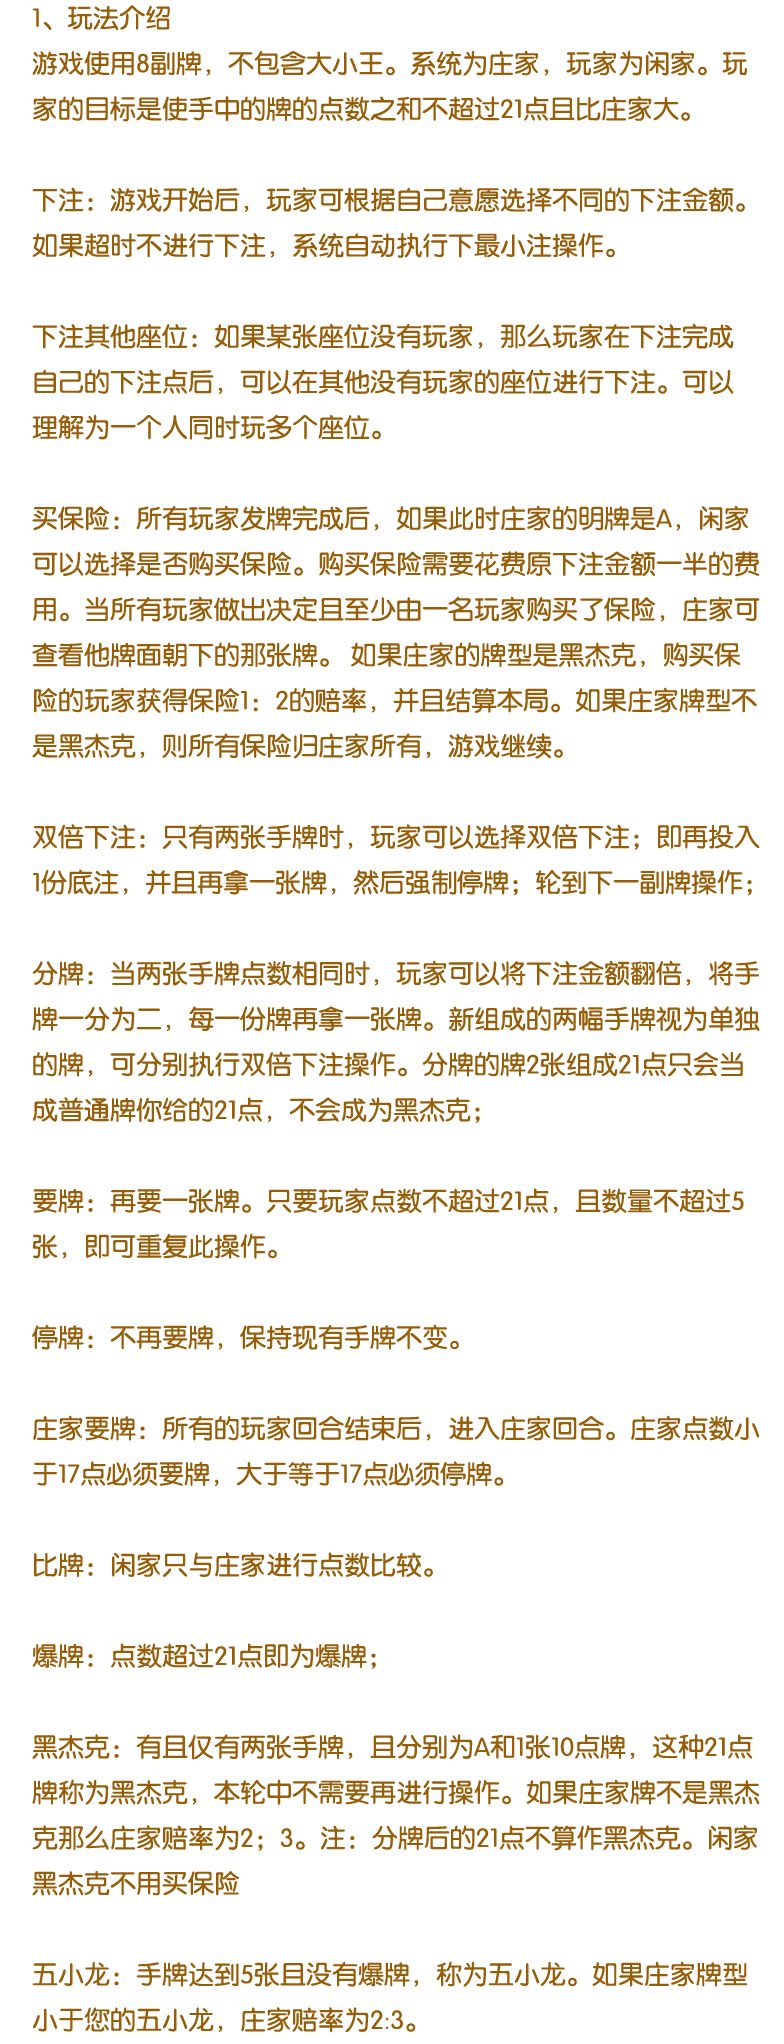 1、玩法介绍
游戏使用8副牌，不包含大小王。系统为庄家，玩家为闲家。玩
家的目标是使手中的牌的点数之和不超过21点且比庄家大。
下注：游戏开始后，玩家可根据自己意愿选择不同的下注金额。
如果超时不进行下注，系统自动执行下最小注操作。
下注其他座位：如果某张座位没有玩家，那么玩家在下注完成
自己的下注点后，可以在其他没有玩家的座位进行下注。可以
理解为一个人同时玩多个座位。
买保险：所有玩家发牌完成后，如果此时庄家的明牌是A，闲家
可以选择是否购买保险。购买保险需要花费原下注金额一半的费
用。当所有玩家做出决定且至少由一名玩家购买了保险，庄家可
查看他牌面朝下的那张牌。 如果庄家的牌型是黑杰克，购买保
险的玩家获得保险1：2的赔率，并且结算本局。如果庄家牌型不
是黑杰克，则所有保险归庄家所有，游戏继续。
双倍下注：只有两张手牌时，玩家可以选择双倍下注；即再投入
1份底注，并且再拿一张牌，然后强制停牌；轮到下一副牌操作；
分牌：当两张手牌点数相同时，玩家可以将下注金额翻倍，将手
牌一分为二，每一份牌再拿一张牌。新组成的两幅手牌视为单独
的牌，可分别执行双倍下注操作。分牌的牌2张组成21点只会当
成普通牌你给的21点，不会成为黑杰克；
要牌：再要一张牌。只要玩家点数不超过21点，且数量不超过5
张，即可重复此操作。
停牌：不再要牌，保持现有手牌不变。
庄家要牌：所有的玩家回合结束后，进入庄家回合。庄家点数小
于17点必须要牌，大于等于17点必须停牌。
比牌：闲家只与庄家进行点数比较。
爆牌：点数超过21点即为爆牌；
黑杰克：有且仅有两张手牌，且分别为A和1张10点牌，这种21点
牌称为黑杰克，本轮中不需要再进行操作。如果庄家牌不是黑杰
克那么庄家赔率为2；3。注：分牌后的21点不算作黑杰克。闲家
黑杰克不用买保险
五小龙：手牌达到5张且没有爆牌，称为五小龙。如果庄家牌型
小于您的五小龙，庄家赔率为2:3。